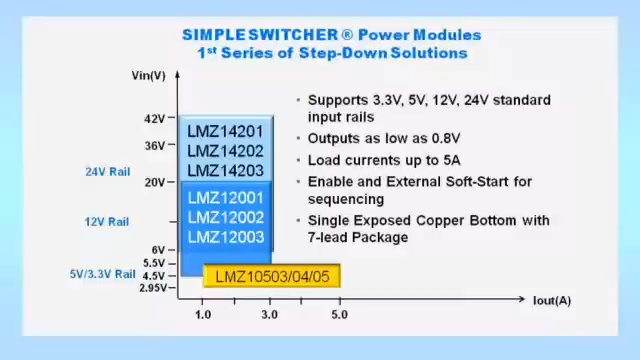 SIMPLE SWITCHER ® Power Modules
1st Series of Step-Down Solutions
Vin(V)
42V
36V
24V Rail
20V
12V Rail
6V
5.5V
5V/3.3V Rail
4.5V
2.95V
LMZ14201
LMZ14202
LMZ14203
LMZ12001
LMZ12002
LMZ12003
LMZ10503/04/05
1.0
3.0
5.0
Iout(A)
• Supports 3.3V, 5V, 12V, 24V standard
input rails
• Outputs as low as 0.8V
• Load currents up to 5A
• Enable and External Soft-Start for
sequencing
• Single Exposed Copper Bottom with
7-lead Package